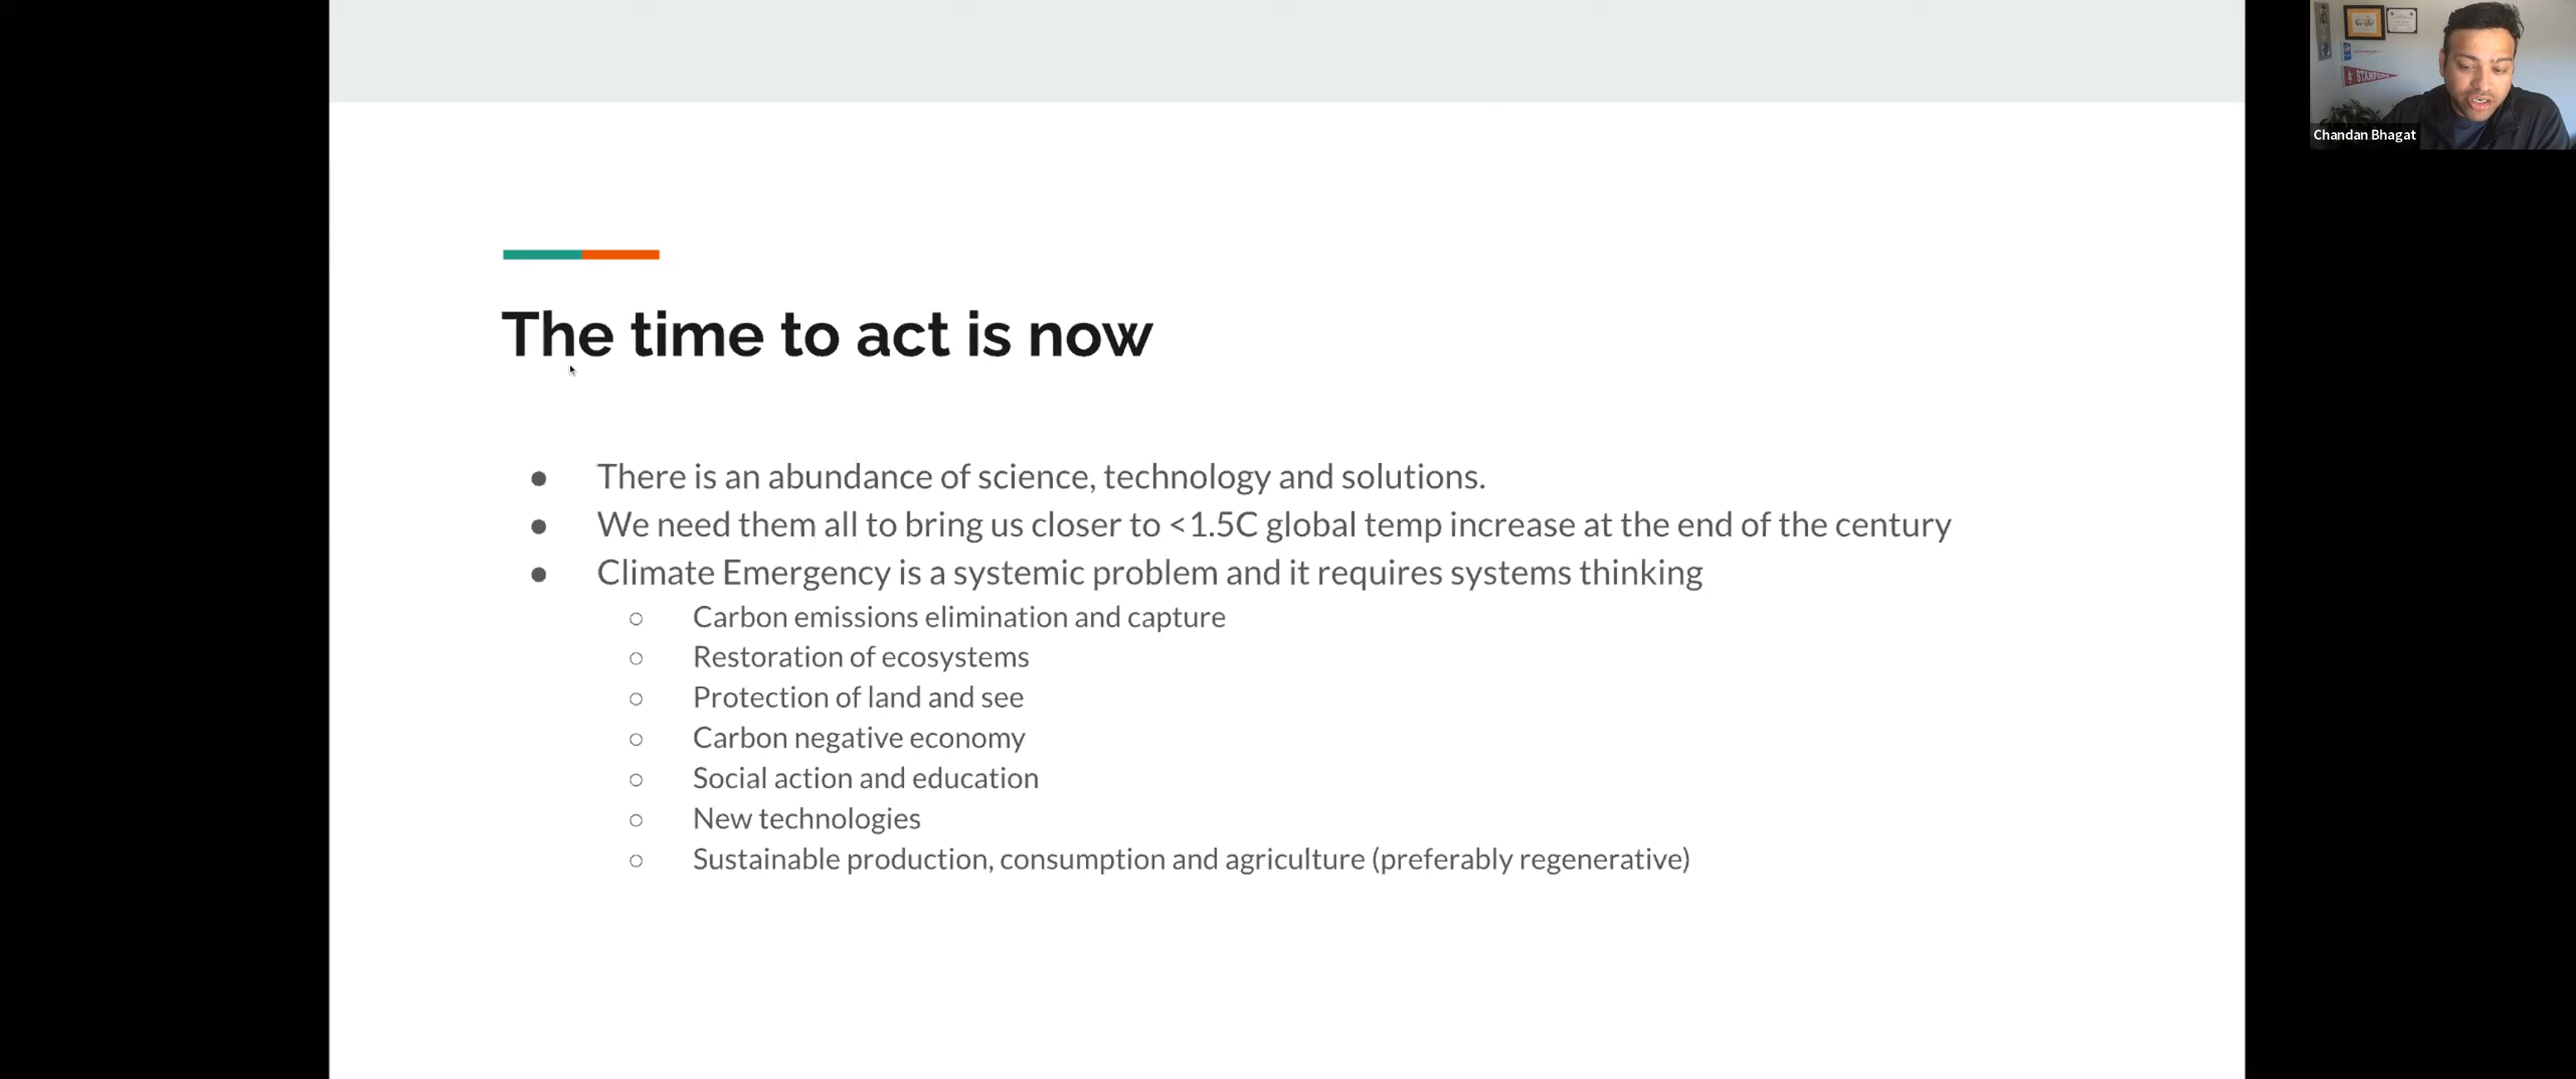 STANFORD
Chandan Bhagat
The time to act is now
● There is an abundance of science, technology and solutions.
● We need them all to bring us closer to <1.5C global temp increase at the end of the century
● Climate Emergency is a systemic problem and it requires systems thinking
○ Carbon emissions elimination and capture
○ Restoration of ecosystems
○ Protection of land and see
○ Carbon negative economy
○ Social action and education
○ New technologies
○ Sustainable production, consumption and agriculture (preferably regenerative)